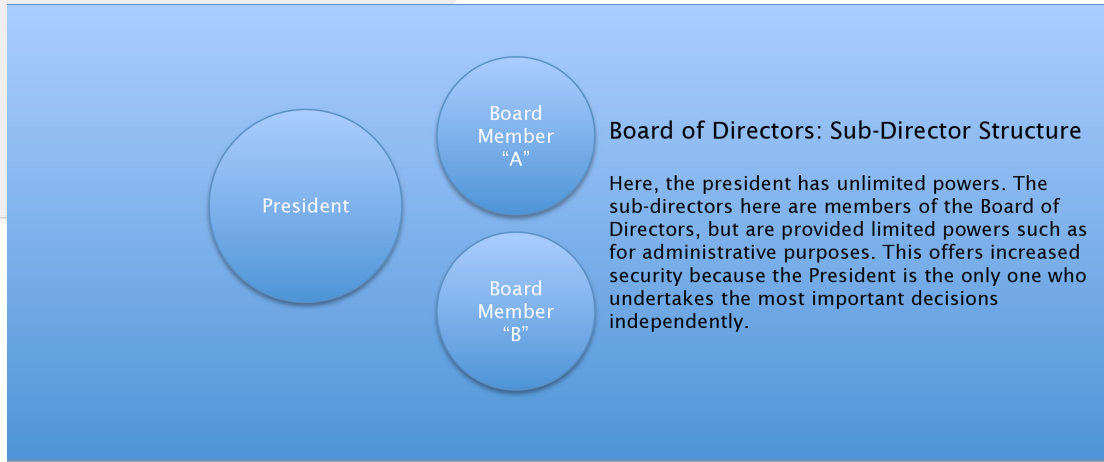 President
Board
Member
“A”
Board
Member
“B”
Board of Directors: Sub-Director Structure
Here, the president has unlimited powers. The
sub-directors here are members of the Board of
Directors, but are provided limited powers such as
for administrative purposes. This offers increased
security because the President is the only one who
undertakes the most important decisions
independently.